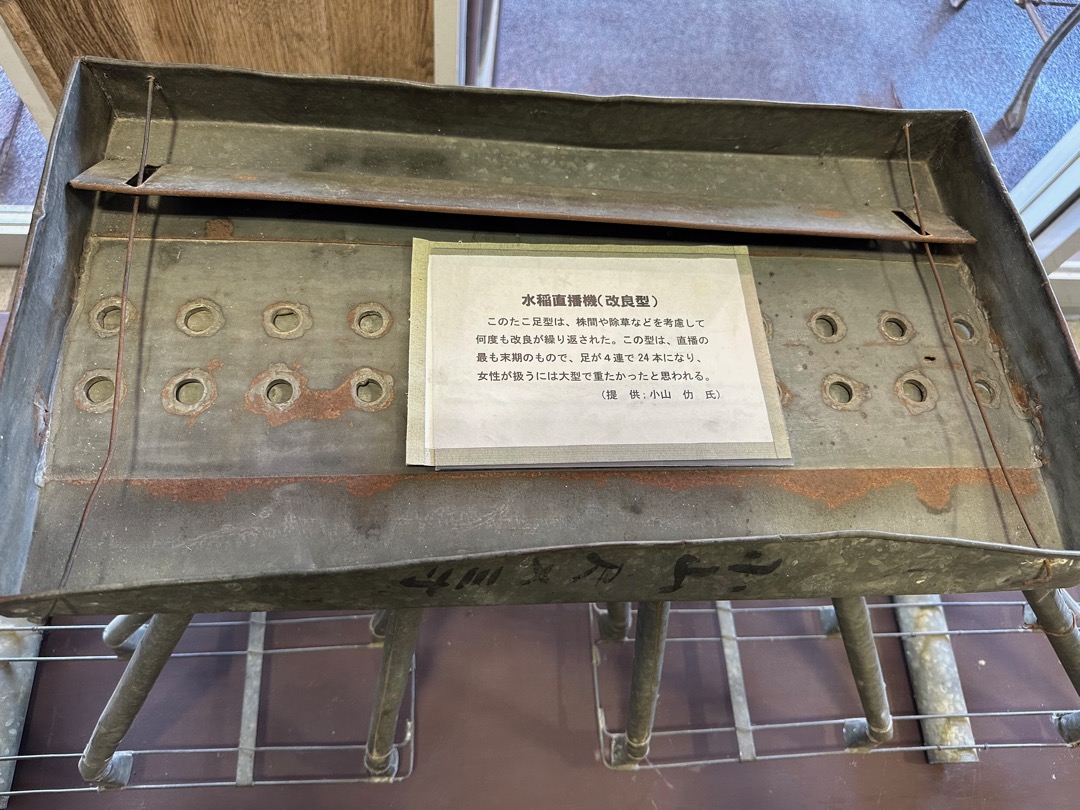 水稲直播機(改良型)
このたこ足型は、株間や除草などを考慮して
何度も改良が繰り返された。この型は、直播の
最も末期のもので、足が4連で24本になり、
女性が扱うには大型で重たかったと思われる。
(提 供;小山 仂 氏)